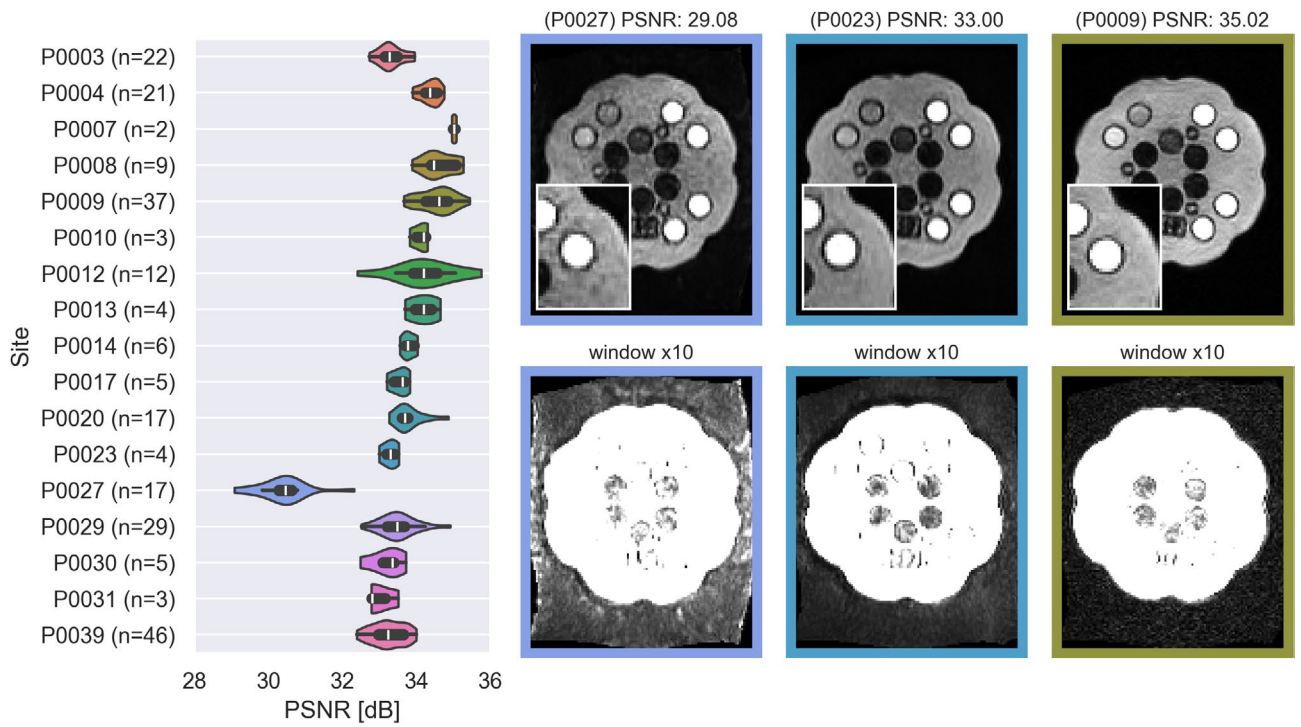 Site
P0003 (n=22)
P0004 (n=21)
P0007 (n=2)
P0008 (n=9)
P0009 (n=37)
P0010 (n=3)
P0012 (n=12)
P0013 (n=4)
P0014 (n=6)
P0017 (n=5)
P0020 (n=17)
P0023 (n=4)
P0027 (n=17)
P0029 (n=29)
P0030 (n=5)
P0031 (n=3)
P0039 (n=46)
28 30 32 34 36
PSNR [dB]
(P0027) PSNR: 29.08
(P0023) PSNR: 33.00
(P0009) PSNR: 35.02
window x10
window x10
window x10